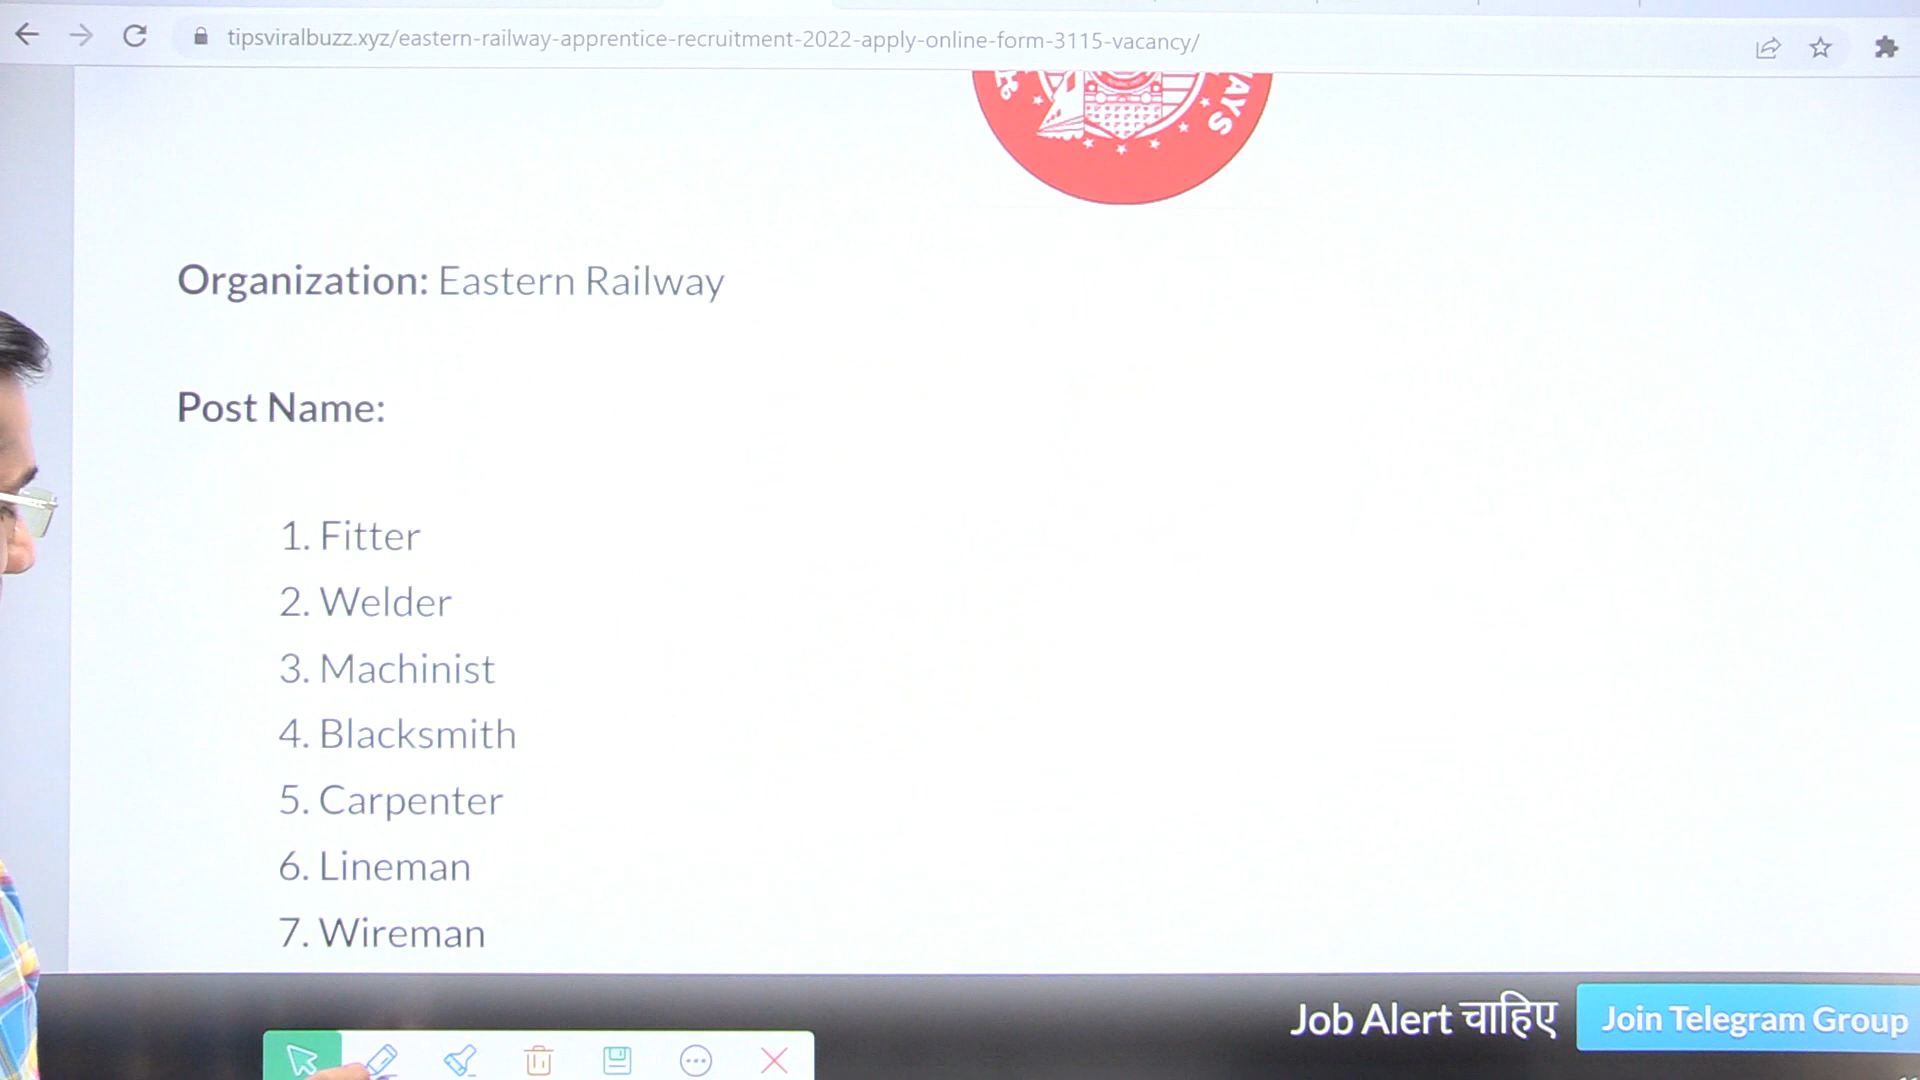 tipsviralbuzz.xyz/eastern-railway-apprentice-recruitment-2022-apply-online-form-3115-vacancy/
Organization: Eastern Railway
Post Name:
1. Fitter
2. Welder
3. Machinist
4. Blacksmith
5. Carpenter
6. Lineman
7. Wireman
Job Alert चाहिए
Join Telegram Group